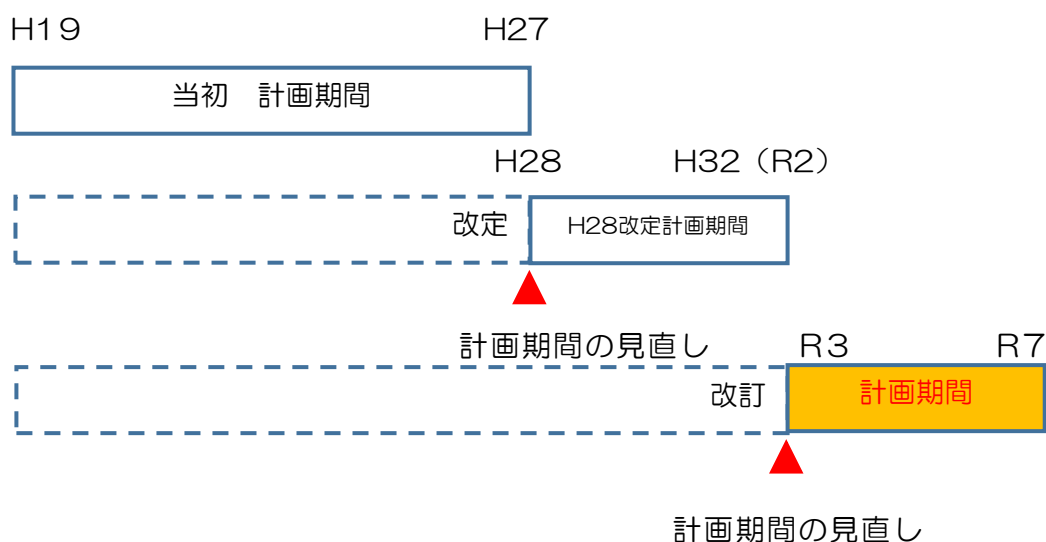 H19 H27
当初　計画期間
H28 H32（R2）
改定 H28改定計画期間
計画期間の見直し R3 R7
改訂 計画期間
計画期間の見直し